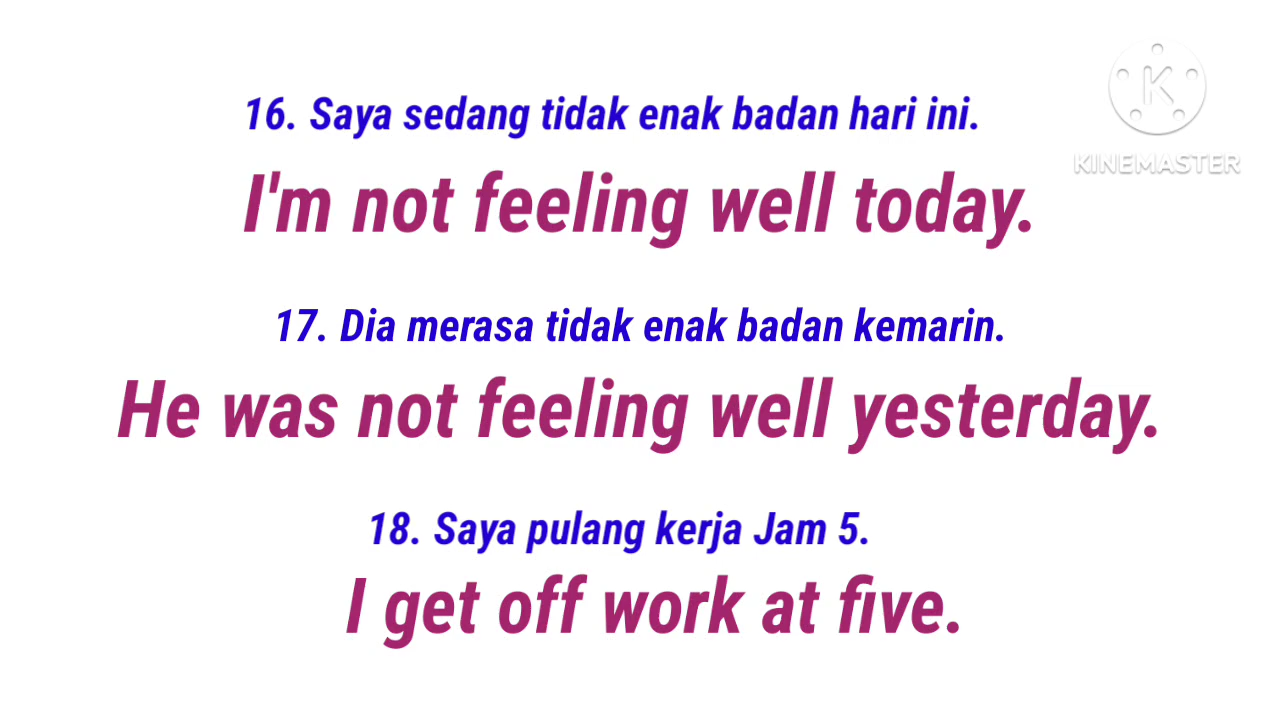 16. Saya sedang tidak enak badan hari ini.
I'm not feeling well today.
17. Dia merasa tidak enak badan kemarin.
He was not feeling well yesterday.
18. Saya pulang kerja Jam 5.
I get off work at five.
K
KINEMASTER